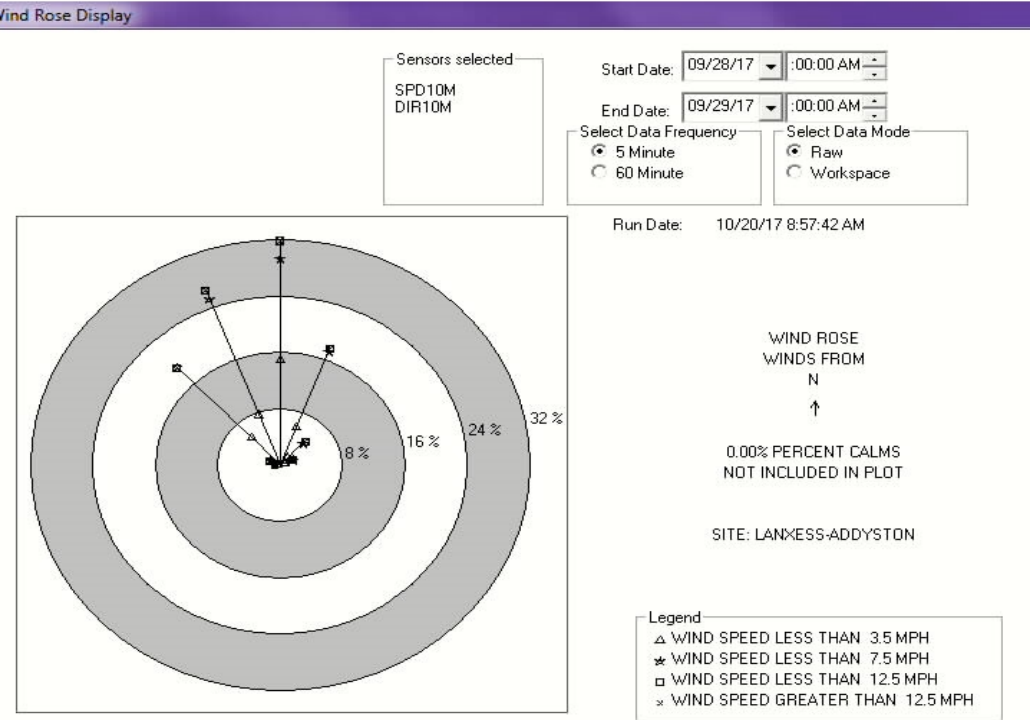 Wind Rose Display
Sensors selected
SPD10M
DIR10M
Start Date: 09/28/17 :00:00 AM
End Date: 09/29/17 :00:00 AM
Select Data Frequency
5 Minute
60 Minute
Select Data Mode
Raw
Workspace
Run Date: 10/20/17 8:57:42 AM
8 %
16 %
24 %
32 %
WIND ROSE
WINDS FROM
N
0.00% PERCENT CALMS
NOT INCLUDED IN PLOT
SITE: LANXESS-ADDYSTON
Legend
WIND SPEED LESS THAN 3.5 MPH
WIND SPEED LESS THAN 7.5 MPH
WIND SPEED LESS THAN 12.5 MPH
WIND SPEED GREATER THAN 12.5 MPH